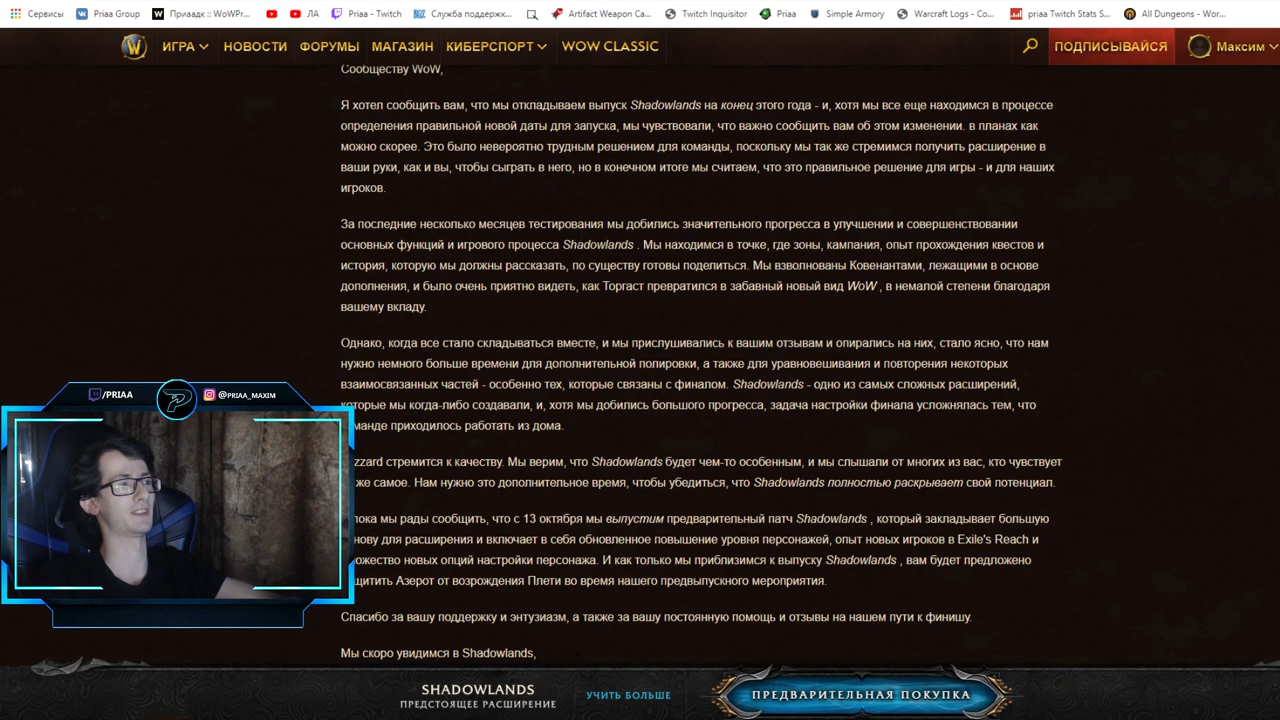 Сервисы
Priaa Group
Приаадк :: WoWPr...
ЛА
Priaa - Twitch
Служба поддержк...
Artifact Weapon Ca...
Twitch Inquisitor
Priaa
Simple Armory
Warcraft Logs - Co...
priaa Twitch Stats S...
All Dungeons - Wor...
ИГРА
НОВОСТИ
ФОРУМЫ
МАГАЗИН
КИБЕРСПОРТ
WOW CLASSIC
ПОДПИСЫВАЙСЯ
Максим
Сообществу WoW,
Я хотел сообщить вам, что мы откладываем выпуск Shadowlands на конец этого года - и, хотя мы все еще находимся в процессе
определения правильной новой даты для запуска, мы чувствовали, что важно сообщить вам об этом изменении. в планах как
можно скорее. Это было невероятно трудным решением для команды, поскольку мы так же стремимся получить расширение в
ваши руки, как и вы, чтобы сыграть в него, но в конечном итоге мы считаем, что это правильное решение для игры - и для наших
игроков.
За последние несколько месяцев тестирования мы добились значительного прогресса в улучшении и совершенствовании
основных функций и игрового процесса Shadowlands . Мы находимся в точке, где зоны, кампания, опыт прохождения квестов и
история, которую мы должны рассказать, по существу готовы поделиться. Мы взволнованы Ковенантами, лежащими в основе
дополнения, и было очень приятно видеть, как Торгаст превратился в забавный новый вид WoW , в немалой степени благодаря
вашему вкладу.
Однако, когда все стало складываться вместе, и мы прислушивались к вашим отзывам и опирались на них, стало ясно, что нам
нужно немного больше времени для дополнительной полировки, а также для уравновешивания и повторения некоторых
взаимосвязанных частей - особенно тех, которые связаны с финалом. Shadowlands - одно из самых сложных расширений,
которые мы когда-либо создавали, и, хотя мы добились большого прогресса, задача настройки финала усложнялась тем, что
манде приходилось работать из дома.
zzard стремится к качеству. Мы верим, что Shadowlands будет чем-то особенным, и мы слышали от многих из вас, кто чувствует
же самое. Нам нужно это дополнительное время, чтобы убедиться, что Shadowlands полностью раскрывает свой потенциал.
пока мы рады сообщить, что с 13 октября мы выпустим предварительный патч Shadowlands , который закладывает большую
нову для расширения и включает в себя обновленное повышение уровня персонажей, опыт новых игроков в Exile's Reach и
ножество новых опций настройки персонажа. И как только мы приблизимся к выпуску Shadowlands , вам будет предложено
щитить Азерот от возрождения Плети во время нашего предвыпускного мероприятия.
Спасибо за вашу поддержку и энтузиазм, а также за вашу постоянную помощь и отзывы на нашем пути к финишу.
Мы скоро увидимся в Shadowlands,
/PRIAA
@PRIAA_MAXIM
SHADOWLANDS
ПРЕДСТОЯЩЕЕ РАСШИРЕНИЕ
УЧИТЬ БОЛЬШЕ
ПРЕДВАРИТЕЛЬНАЯ ПОКУПКА